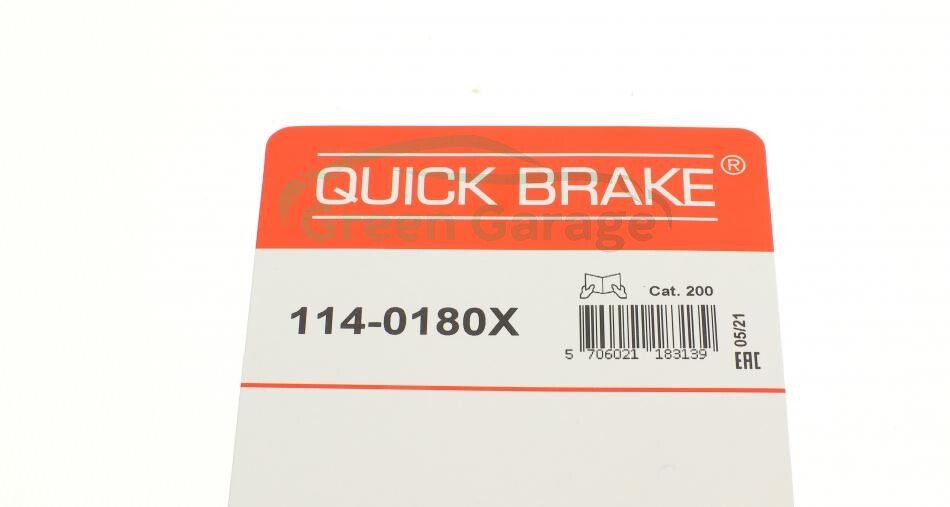 QUICK BRAKE®
Green Garage
Cat. 200
114-0180X
5 706021 183139
05/21
EAC